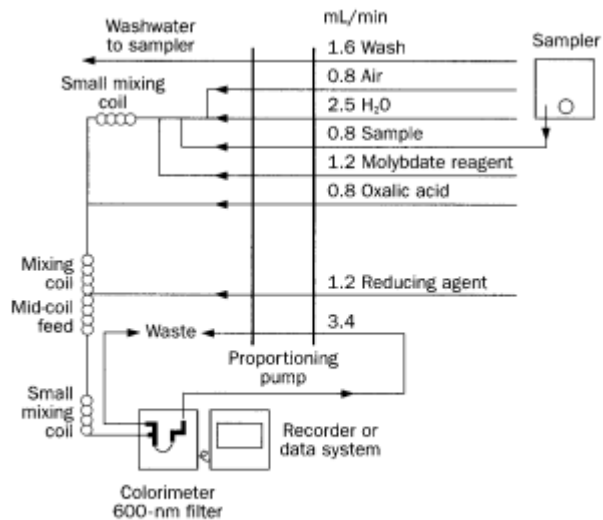 mL/min
Washwater
to sampler
1.6 Wash
Sampler
0.8 Air
Small mixing
coil
2.5 H₂O
0.8 Sample
1.2 Molybdate reagent
0.8 Oxalic acid
Mixing
coil
Mid-coil
feed
1.2 Reducing agent
Waste
3.4
Proportioning
pump
Small
mixing
coil
Recorder or
data system
Colorimeter
600-nm filter